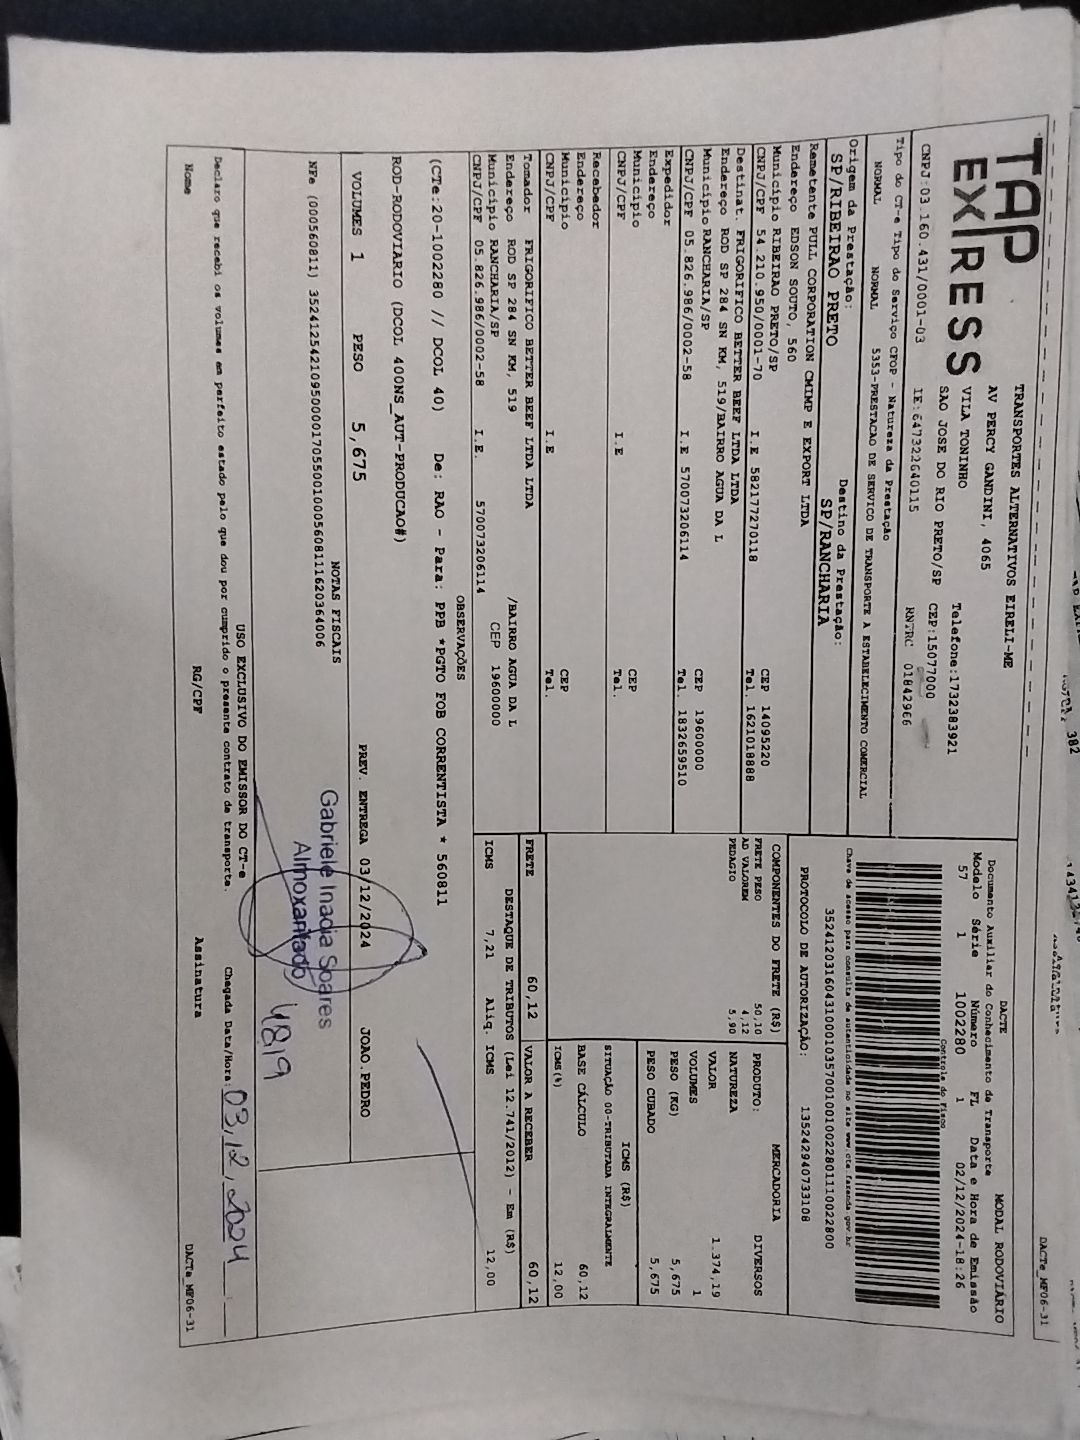 TAP
EXPRESS
TRANSPORTES ALTERNATIVOS EIRELI-ME
AV PERCY GANDINI, 4065
VILA TONINHO
SAO JOSE DO RIO PRETO/SP
Telefone:1732383921
CEP:15077000
CNPJ:03.160.431/0001-03
IE:647322640115
RNTRC 01842966
DACTE
Documento Auxiliar do Conhecimento de Transporte
MODAL RODOVIÁRIO
Modelo Série Número FL Data e Hora de Emissão
57 1 1002280 1 02/12/2024-18:26
Controle do Fisco
Chave de acesso para consulta de autenticidade no site www.cte.fazenda.gov.br
35241203160431000103570010010022801110022800
PROTOCOLO DE AUTORIZAÇÃO: 135242940733108
Tipo do CT-e Tipo do Serviço CFOP - Natureza da Prestação
NORMAL NORMAL 5353-PRESTACAO DE SERVICO DE TRANSPORTE A ESTABELECIMENTO COMERCIAL
Origem da Prestação: Destino da Prestação:
SP/RIBEIRAO PRETO SP/RANCHARIA
Remetente PULL CORPORATION CMIMP E EXPORT LTDA
Endereço EDSON SOUTO, 560
Município RIBEIRAO PRETO/SP CEP 14095220
CNPJ/CPF 54.210.950/0001-70 I.E 582177270118 Tel. 1621018888
Destinat. FRIGORIFICO BETTER BEEF LTDA LTDA
Endereço ROD SP 284 SN KM, 519/BAIRRO AGUA DA L
Município RANCHARIA/SP CEP 19600000
CNPJ/CPF 05.826.986/0002-58 I.E 570073206114 Tel. 1832659510
Expedidor
Endereço
Município CEP
CNPJ/CPF I.E Tel.
Recebedor
Endereço
Município CEP
CNPJ/CPF I.E Tel.
Tomador FRIGORIFICO BETTER BEEF LTDA LTDA
Endereço ROD SP 284 SN KM, 519 /BAIRRO AGUA DA L
Município RANCHARIA/SP CEP 19600000
CNPJ/CPF 05.826.986/0002-58 I.E. 570073206114
COMPONENTES DO FRETE (R$)
FRETE PESO 50,10
AD VALOREM 4,12
PEDAGIO 5,90
MERCADORIA
PRODUTO: DIVERSOS
NATUREZA
VALOR 1.374,19
VOLUMES 1
PESO (KG) 5,675
PESO CUBADO 5,675
ICMS (R$)
SITUAÇÃO 00-TRIBUTADA INTEGRALMENTE
BASE CÁLCULO 60,12
ICMS(%) 12,00
FRETE 60,12 VALOR A RECEBER 60,12
DESTAQUE DE TRIBUTOS (Lei 12.741/2012) - Em (R$)
ICMS 7,21 Aliq. ICMS 12,00
OBSERVAÇÕES
(CTe:20-1002280 // DCOL 40) De: RAO - Para: PPB *PGTO FOB CORRENTISTA * 560811
ROD-RODOVIARIO (DCOL 400NS_AUT-PRODUCAO#)
VOLUMES 1 PESO 5,675 PREV. ENTREGA 03/12/2024 JOAO.PEDRO
NOTAS FISCAIS
NFe (000560811) 35241254210950000170550010005608111620364006
Gabriele Inadia Soares
Almoxarifado
4819
USO EXCLUSIVO DO EMISSOR DO CT-e
Declaro que recebi os volumes em perfeito estado pelo que dou por cumprido o presente contrato de transporte. Chegada Data/Hora: 03/12/2024
Nome RG/CPF Assinatura
DACTe_MF06-31
DACTe_MF06-31
382